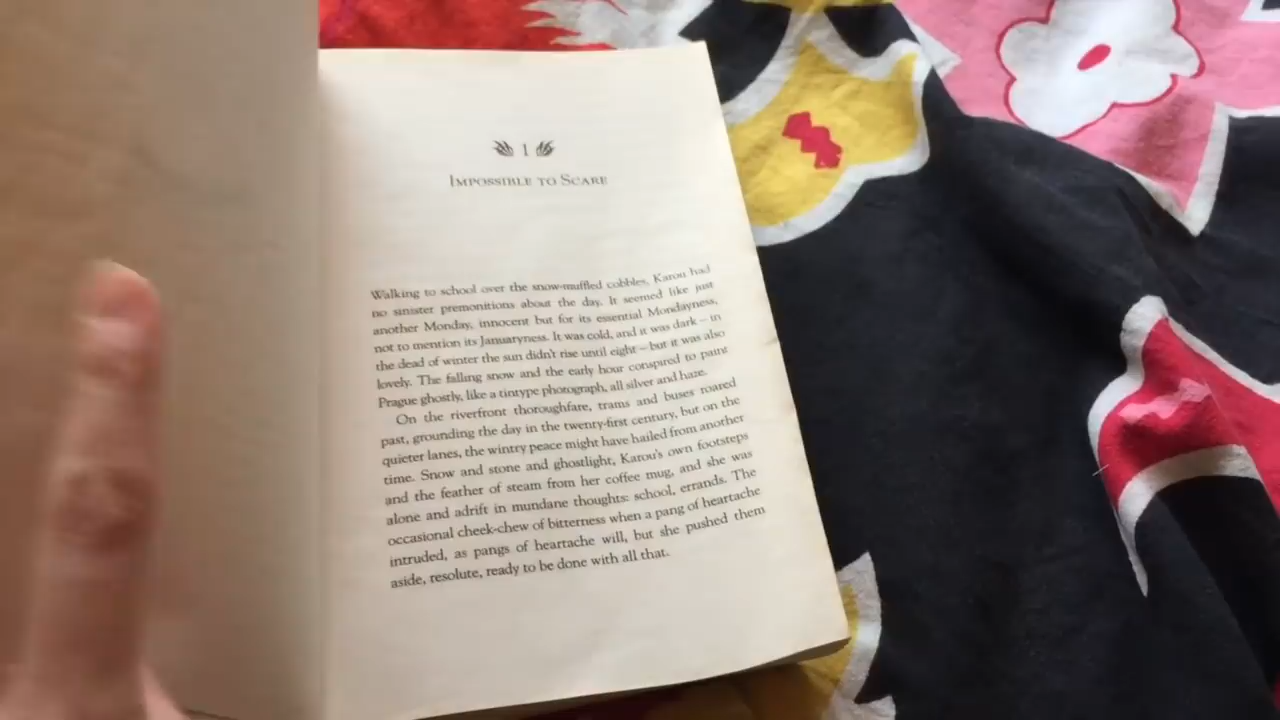 1
IMPOSSIBLE TO SCARE
Walking to school over the snow-muffled cobbles, Karou had
no sinister premonitions about the day. It seemed like just
another Monday, innocent but for its essential Mondayness,
not to mention its Januaryness. It was cold, and it was dark – in
the dead of winter the sun didn't rise until eight – but it was also
lovely. The falling snow and the early hour conspired to paint
Prague ghostly, like a tintype photograph, all silver and haze.
On the riverfront thoroughfare, trams and buses roared
past, grounding the day in the twenty-first century, but on the
quieter lanes, the wintry peace might have hailed from another
time. Snow and stone and ghostlight, Karou's own footsteps
and the feather of steam from her coffee mug, and she was
alone and adrift in mundane thoughts: school, errands. The
occasional cheek-chew of bitterness when a pang of heartache
intruded, as pangs of heartache will, but she pushed them
aside, resolute, ready to be done with all that.